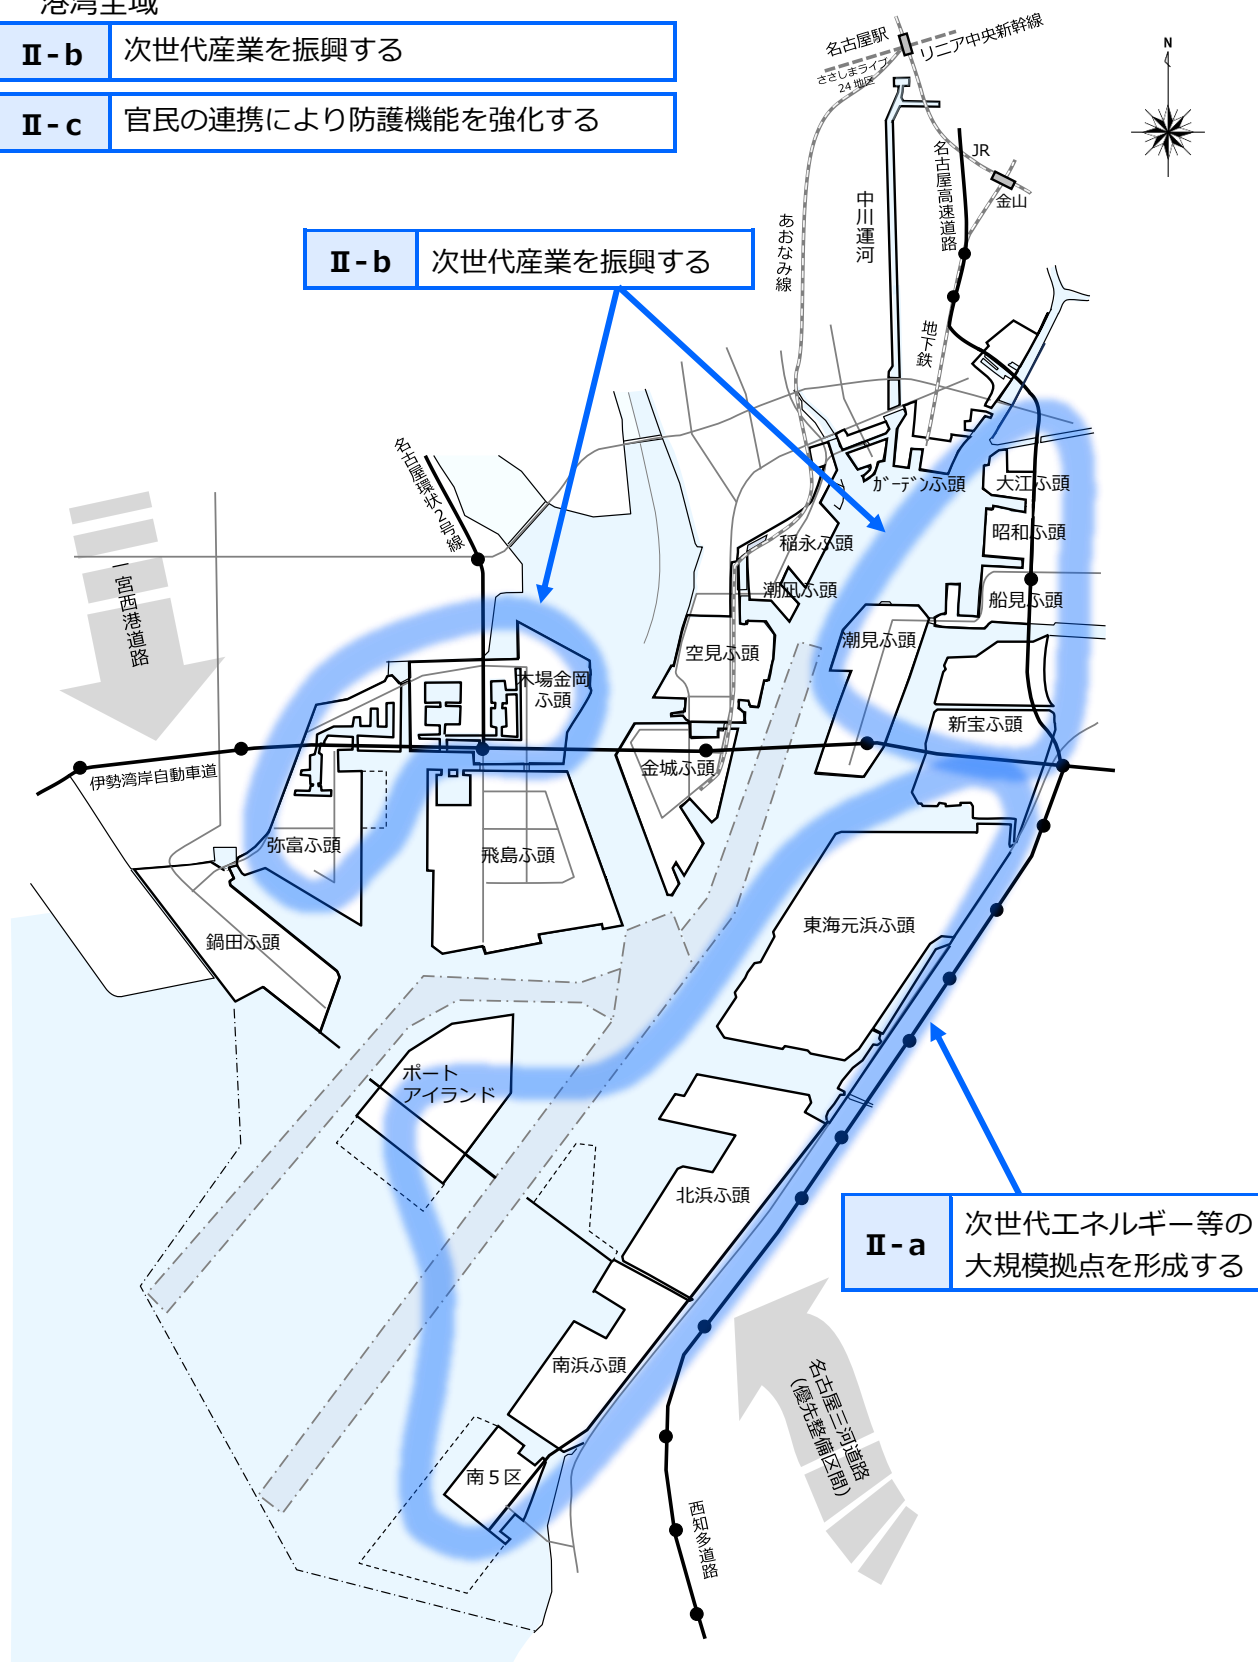 港湾全域
Ⅱ-b 次世代産業を振興する
Ⅱ-c 官民の連携により防護機能を強化する
名古屋駅
リニア中央新幹線
ささしまライブ
24地区
N
JR
金山
名古屋高速道路
中川運河
あおなみ線
地下鉄
Ⅱ-b 次世代産業を振興する
名古屋環状2号線
一宮西港道路
ガーデンふ頭
大江ふ頭
昭和ふ頭
稲永ふ頭
潮凪ふ頭
船見ふ頭
潮見ふ頭
空見ふ頭
木場金岡
ふ頭
新宝ふ頭
金城ふ頭
伊勢湾岸自動車道
弥富ふ頭
飛島ふ頭
鍋田ふ頭
東海元浜ふ頭
ポート
アイランド
北浜ふ頭
Ⅱ-a 次世代エネルギー等の
大規模拠点を形成する
南浜ふ頭
名古屋三河道路
(優先整備区間)
南5区
西知多道路